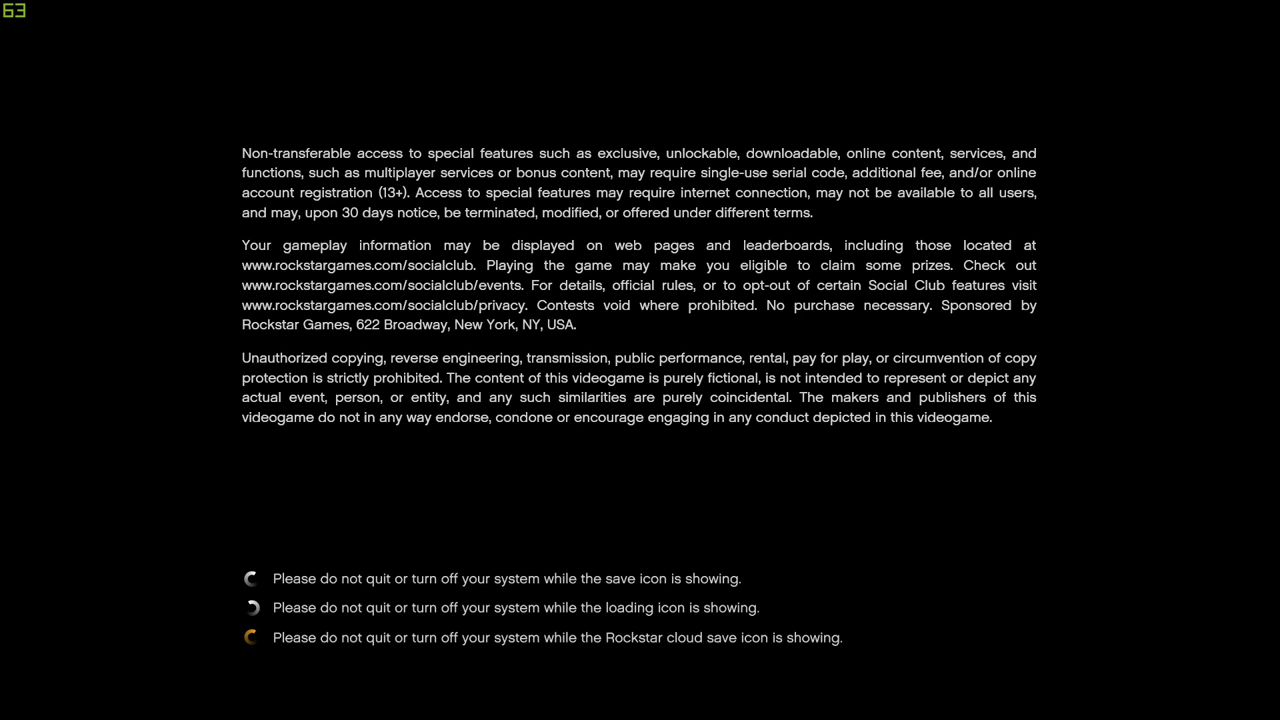 63
Non-transferable access to special features such as exclusive, unlockable, downloadable, online content, services, and
functions, such as multiplayer services or bonus content, may require single-use serial code, additional fee, and/or online
account registration (13+). Access to special features may require internet connection, may not be available to all users,
and may, upon 30 days notice, be terminated, modified, or offered under different terms.
Your gameplay information may be displayed on web pages and leaderboards, including those located at
www.rockstargames.com/socialclub. Playing the game may make you eligible to claim some prizes. Check out
www.rockstargames.com/socialclub/events. For details, official rules, or to opt-out of certain Social Club features visit
www.rockstargames.com/socialclub/privacy. Contests void where prohibited. No purchase necessary. Sponsored by
Rockstar Games, 622 Broadway, New York, NY, USA.
Unauthorized copying, reverse engineering, transmission, public performance, rental, pay for play, or circumvention of copy
protection is strictly prohibited. The content of this videogame is purely fictional, is not intended to represent or depict any
actual event, person, or entity, and any such similarities are purely coincidental. The makers and publishers of this
videogame do not in any way endorse, condone or encourage engaging in any conduct depicted in this videogame.
Please do not quit or turn off your system while the save icon is showing.
Please do not quit or turn off your system while the loading icon is showing.
Please do not quit or turn off your system while the Rockstar cloud save icon is showing.